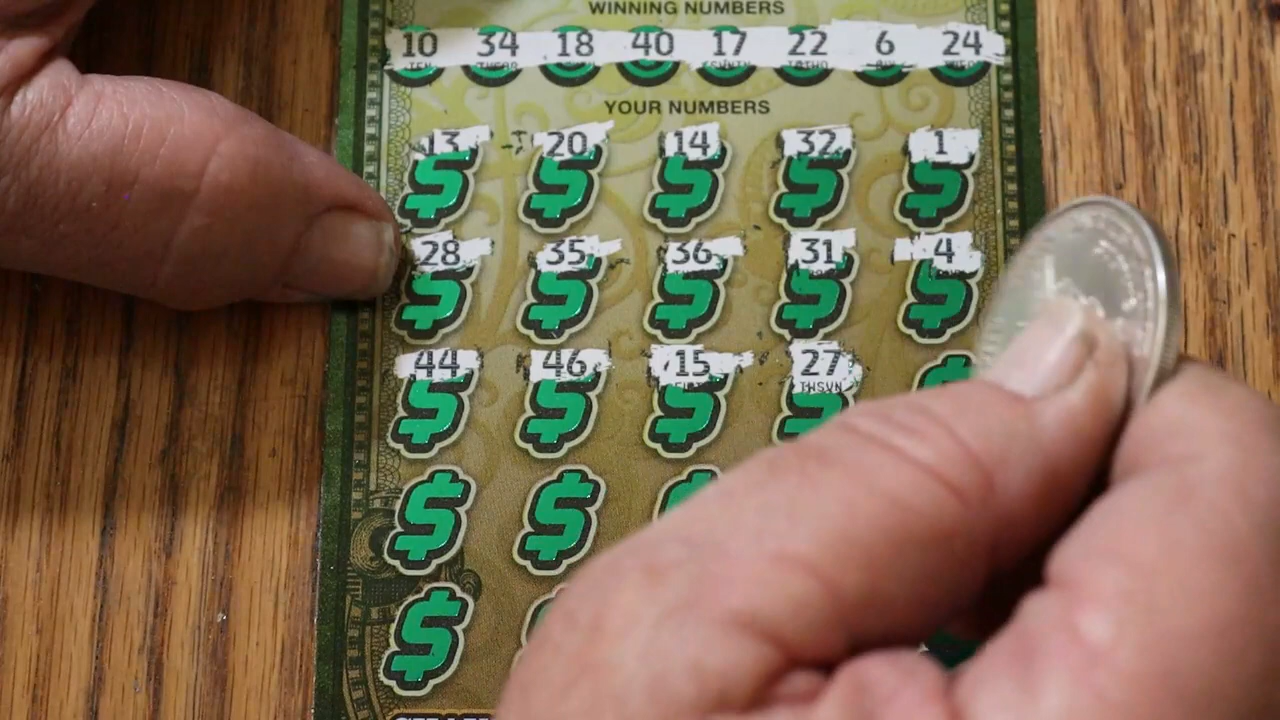 WINNING NUMBERS
10 34 18 40 17 22 6 24
YOUR NUMBERS
13 20 14 32 1
28 35 36 31 4
44 46 15 27
THSVN